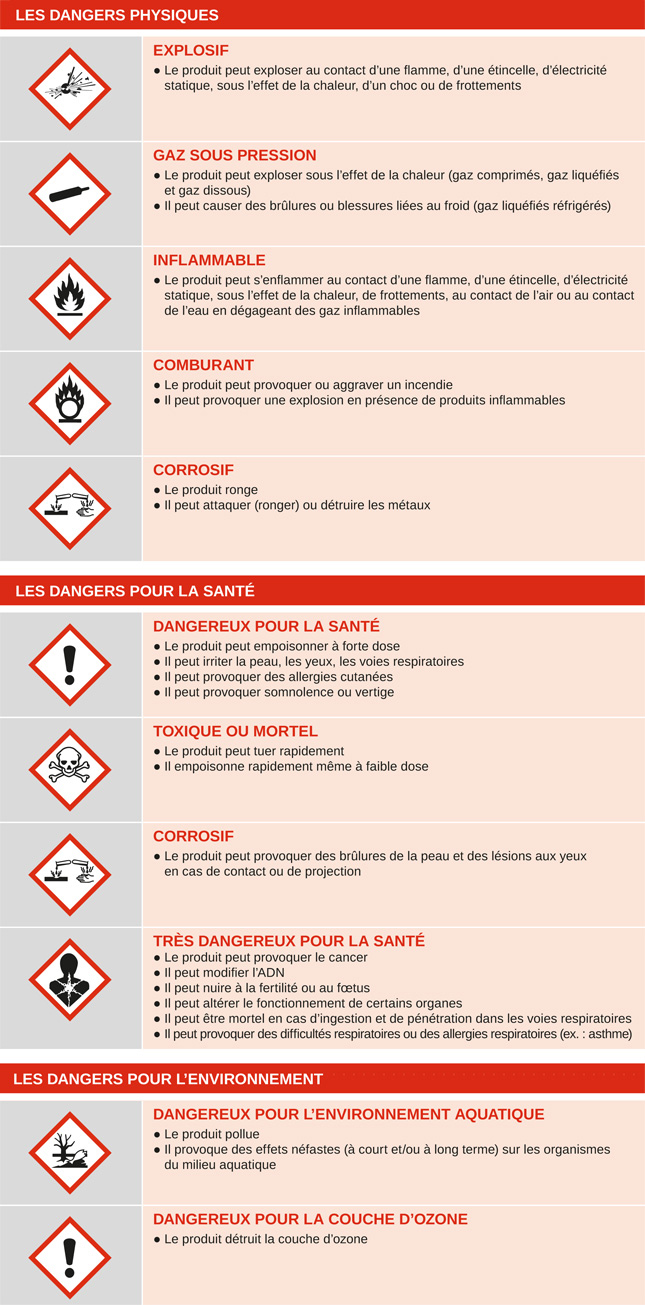 LES DANGERS PHYSIQUES
EXPLOSIF
● Le produit peut exploser au contact d’une flamme, d’une étincelle, d’électricité
statique, sous l’effet de la chaleur, d’un choc ou de frottements
GAZ SOUS PRESSION
● Le produit peut exploser sous l’effet de la chaleur (gaz comprimés, gaz liquéfiés
et gaz dissous)
● Il peut causer des brûlures ou blessures liées au froid (gaz liquéfiés réfrigérés)
INFLAMMABLE
● Le produit peut s’enflammer au contact d’une flamme, d’une étincelle, d’électricité
statique, sous l’effet de la chaleur, de frottements, au contact de l’air ou au contact
de l’eau en dégageant des gaz inflammables
COMBURANT
● Le produit peut provoquer ou aggraver un incendie
● Il peut provoquer une explosion en présence de produits inflammables
CORROSIF
● Le produit ronge
● Il peut attaquer (ronger) ou détruire les métaux
LES DANGERS POUR LA SANTÉ
DANGEREUX POUR LA SANTÉ
● Le produit peut empoisonner à forte dose
● Il peut irriter la peau, les yeux, les voies respiratoires
● Il peut provoquer des allergies cutanées
● Il peut provoquer somnolence ou vertige
TOXIQUE OU MORTEL
● Le produit peut tuer rapidement
● Il empoisonne rapidement même à faible dose
CORROSIF
● Le produit peut provoquer des brûlures de la peau et des lésions aux yeux
en cas de contact ou de projection
TRÈS DANGEREUX POUR LA SANTÉ
● Le produit peut provoquer le cancer
● Il peut modifier l’ADN
● Il peut nuire à la fertilité ou au fœtus
● Il peut altérer le fonctionnement de certains organes
● Il peut être mortel en cas d’ingestion et de pénétration dans les voies respiratoires
● Il peut provoquer des difficultés respiratoires ou des allergies respiratoires (ex. : asthme)
LES DANGERS POUR L’ENVIRONNEMENT
DANGEREUX POUR L’ENVIRONNEMENT AQUATIQUE
● Le produit pollue
● Il provoque des effets néfastes (à court et/ou à long terme) sur les organismes
du milieu aquatique
DANGEREUX POUR LA COUCHE D’OZONE
● Le produit détruit la couche d’ozone